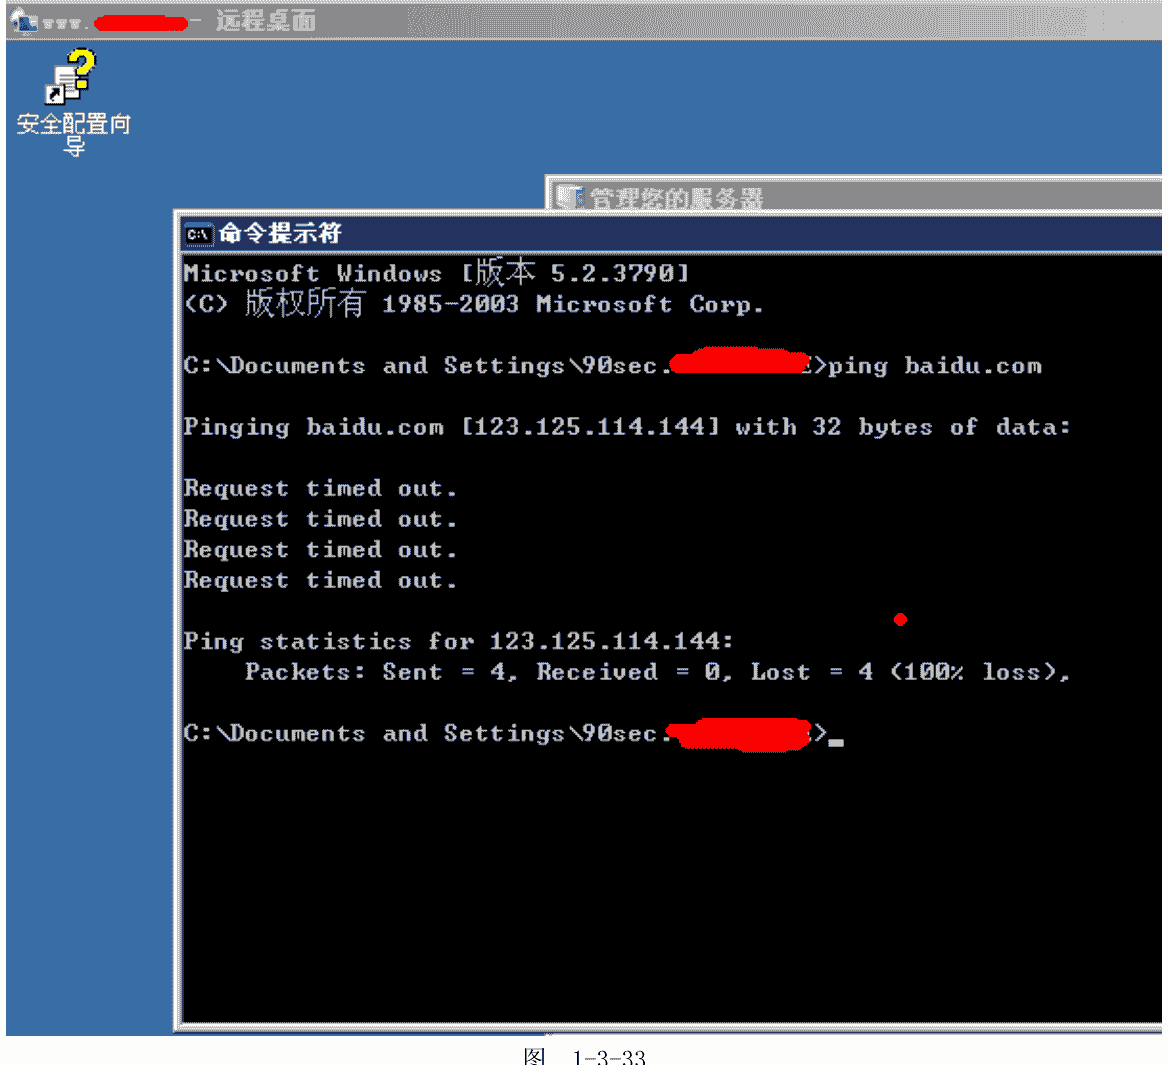 www. - 远程桌面
安全配置向
导
管理您的服务器
命令提示符
Microsoft Windows [版本 5.2.3790]
(C) 版权所有 1985-2003 Microsoft Corp.
C:\Documents and Settings\90sec. E>ping baidu.com
Pinging baidu.com [123.125.114.144] with 32 bytes of data:
Request timed out.
Request timed out.
Request timed out.
Request timed out.
Ping statistics for 123.125.114.144:
Packets: Sent = 4, Received = 0, Lost = 4 (100% loss),
C:\Documents and Settings\90sec. >_
图 1-3-33